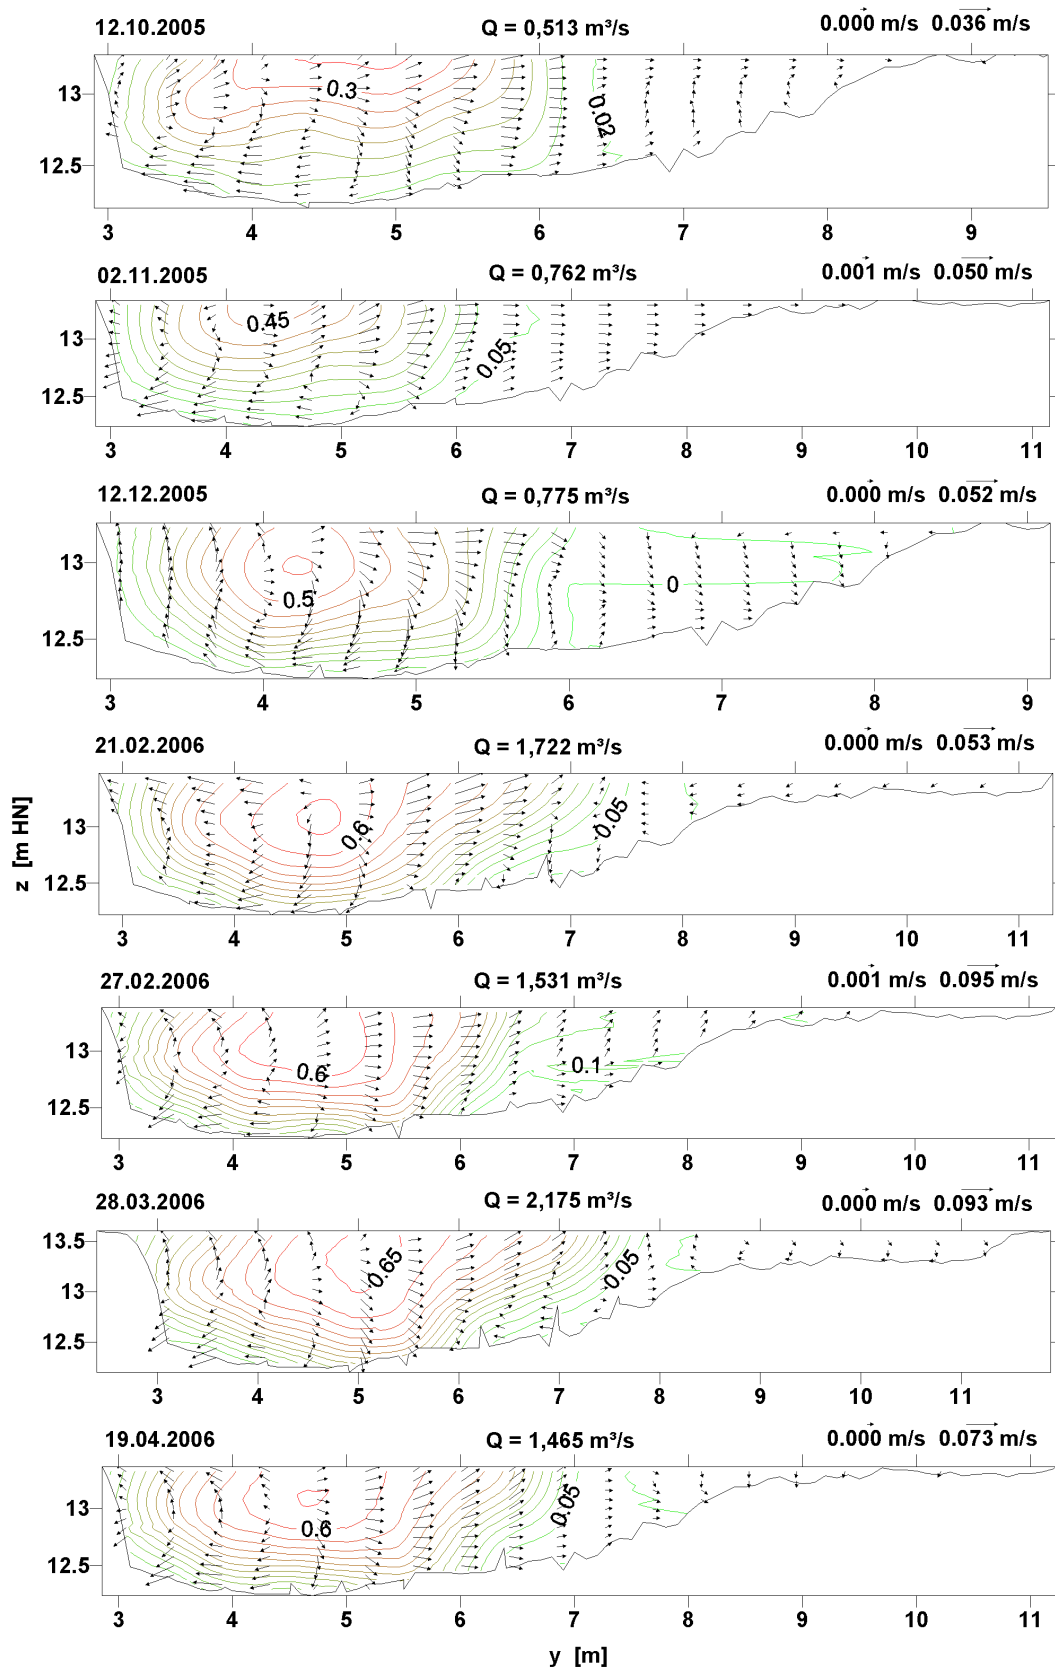 12.10.2005 Q = 0,513 m³/s 0.000 m/s 0.036 m/s
13
12.5
0.3
0.02
3 4 5 6 7 8 9
02.11.2005 Q = 0,762 m³/s 0.001 m/s 0.050 m/s
13
12.5
0.45
0.05
3 4 5 6 7 8 9 10 11
12.12.2005 Q = 0,775 m³/s 0.000 m/s 0.052 m/s
13
12.5
0.5
0
3 4 5 6 7 8 9
21.02.2006 Q = 1,722 m³/s 0.000 m/s 0.053 m/s
z [m HN]
13
12.5
0.6
0.05
3 4 5 6 7 8 9 10 11
27.02.2006 Q = 1,531 m³/s 0.001 m/s 0.095 m/s
13
12.5
0.6
0.1
3 4 5 6 7 8 9 10 11
28.03.2006 Q = 2,175 m³/s 0.000 m/s 0.093 m/s
13.5
13
12.5
0.65
0.05
3 4 5 6 7 8 9 10 11
19.04.2006 Q = 1,465 m³/s 0.000 m/s 0.073 m/s
13
12.5
0.6
0.05
3 4 5 6 7 8 9 10 11
y [m]